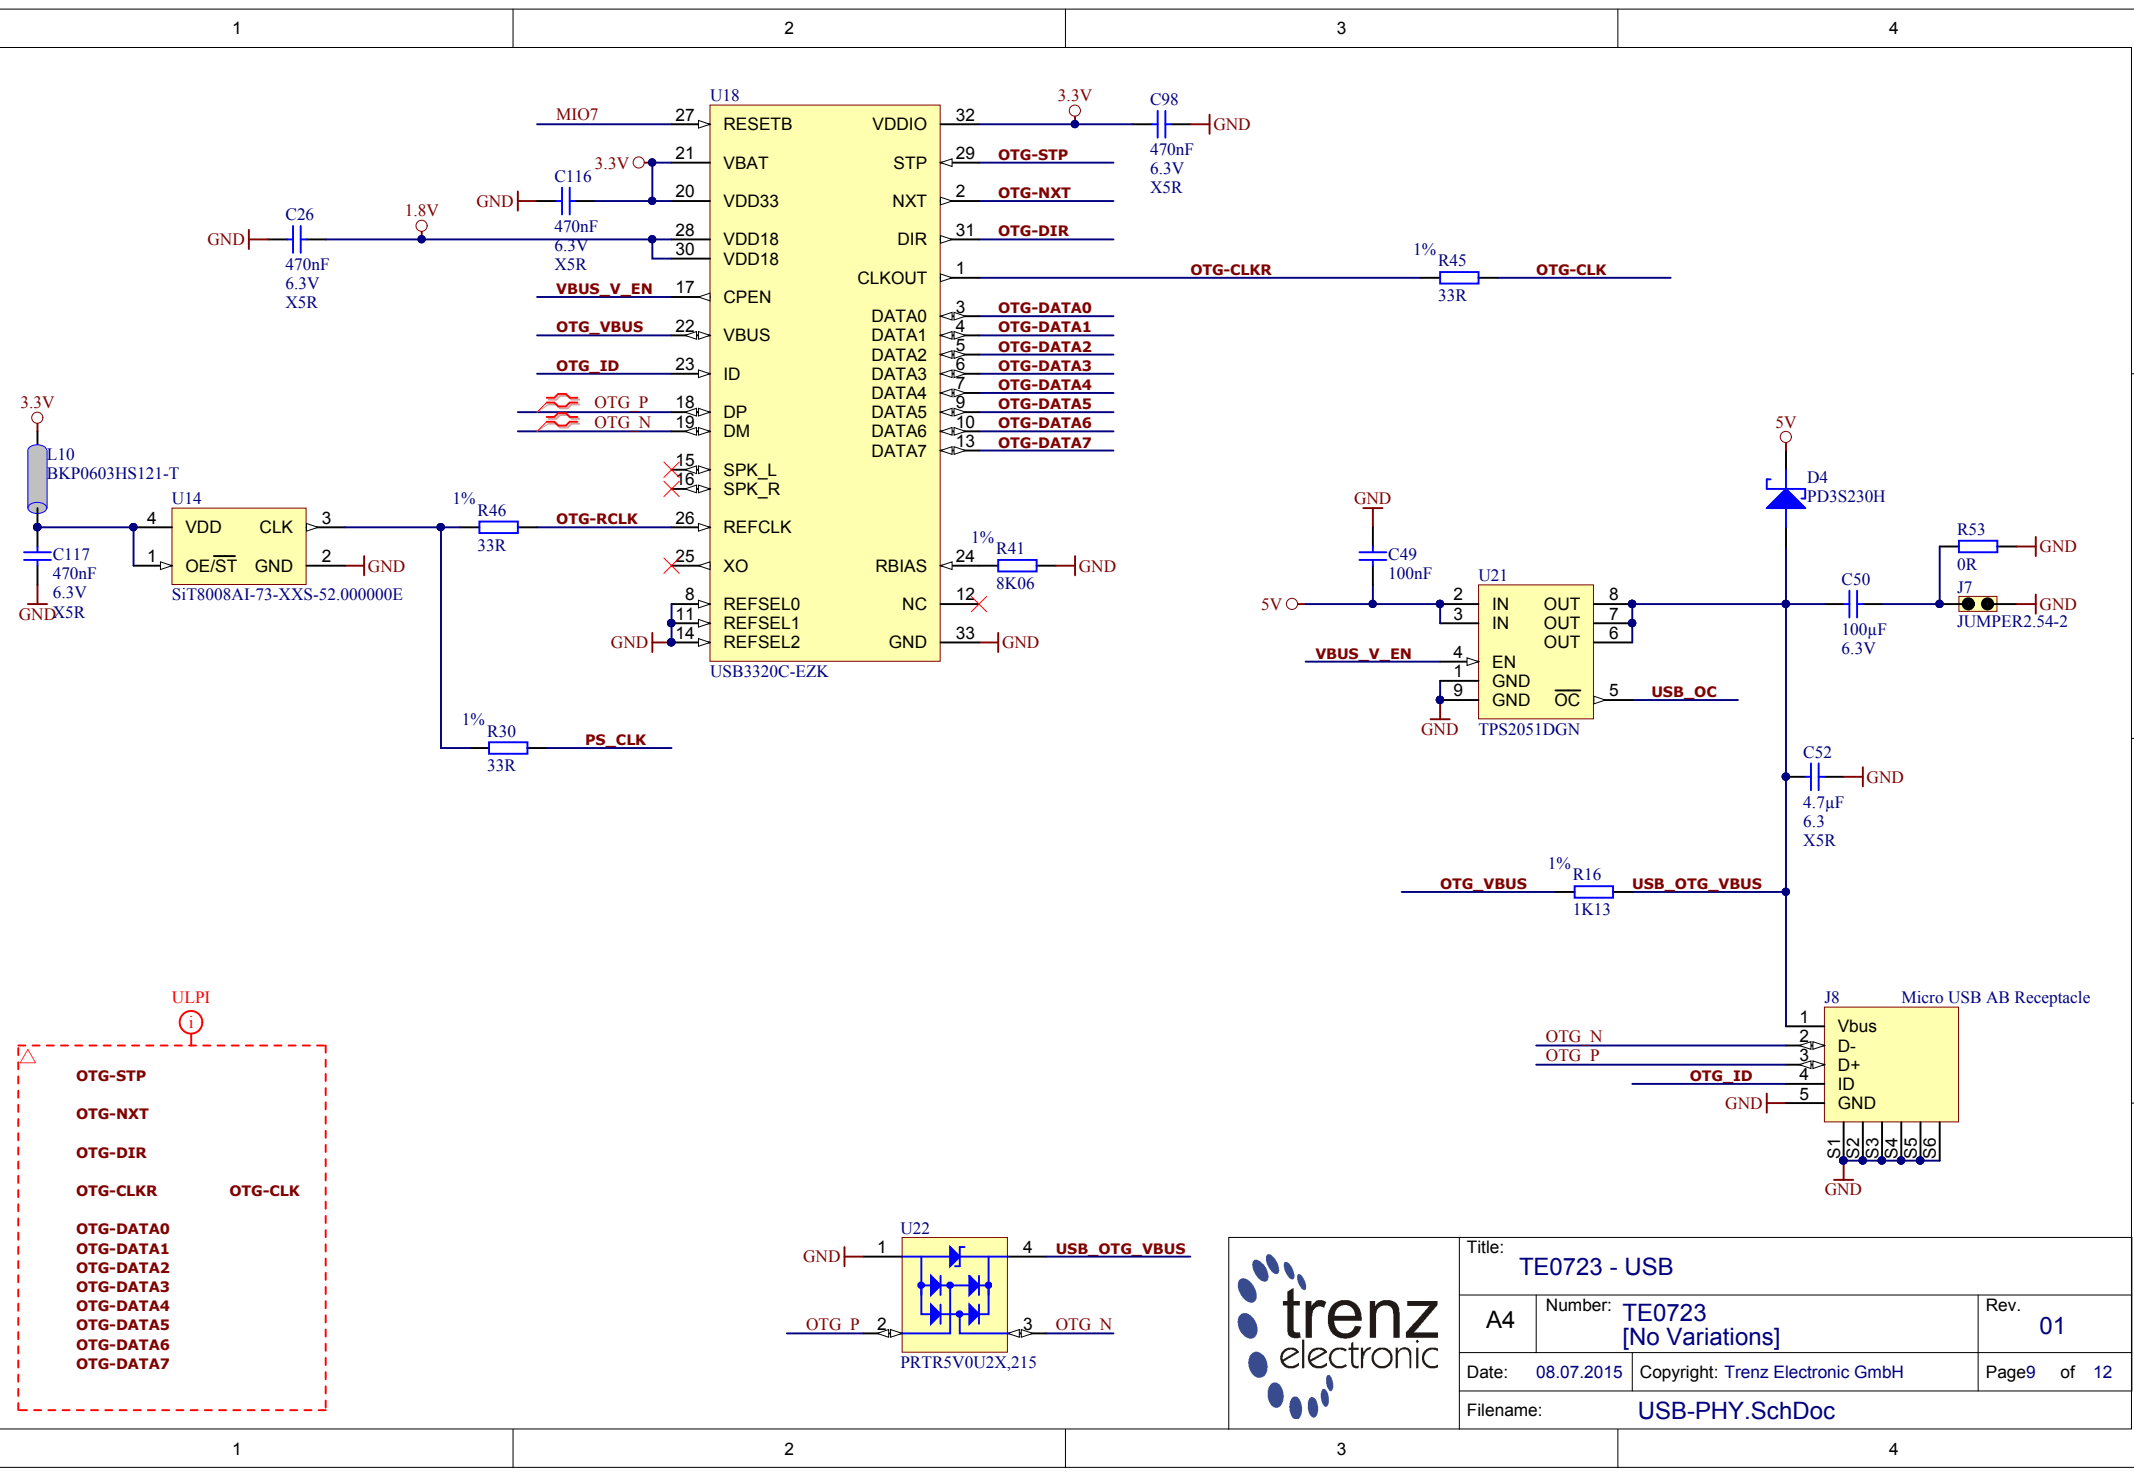 1 2 3 4
U18
MIO7 27 RESETB
3.3V 21 VBAT
GND C116 470nF 6.3V X5R 20 VDD33
GND C26 470nF 6.3V X5R 1.8V 28 VDD18
30 VDD18
VBUS_V_EN 17 CPEN
OTG_VBUS 22 VBUS
OTG_ID 23 ID
OTG_P 18 DP
OTG_N 19 DM
15 SPK_L
16 SPK_R
OTG-RCLK 26 REFCLK
25 XO
8 REFSEL0
11 REFSEL1
GND 14 REFSEL2
VDDIO 32 3.3V C98 470nF 6.3V X5R GND
STP 29 OTG-STP
NXT 2 OTG-NXT
DIR 31 OTG-DIR
CLKOUT 1 OTG-CLKR 1% R45 33R OTG-CLK
DATA0 3 OTG-DATA0
DATA1 4 OTG-DATA1
DATA2 5 OTG-DATA2
DATA3 6 OTG-DATA3
DATA4 7 OTG-DATA4
DATA5 9 OTG-DATA5
DATA6 10 OTG-DATA6
DATA7 13 OTG-DATA7
RBIAS 24 1% R41 8K06 GND
NC 12
GND 33 GND
USB3320C-EZK
3.3V
L10
BKP0603HS121-T
C117
470nF
6.3V
X5R
GND
U14
4 VDD CLK 3
1 OE/ST GND 2 GND
SiT8008AI-73-XXS-52.000000E
1% R46
33R
1% R30
33R
PS_CLK
5V
D4
PD3S230H
GND
C49
100nF
5V
U21
2 IN OUT 8
3 IN OUT 7
OUT 6
VBUS_V_EN 4 EN
1 GND
9 GND OC 5 USB_OC
GND
TPS2051DGN
C50
100µF
6.3V
R53
0R
GND
J7
GND
JUMPER2.54-2
C52
GND
4.7µF
6.3
X5R
OTG_VBUS 1% R16 1K13 USB_OTG_VBUS
J8 Micro USB AB Receptacle
1 Vbus
OTG_N 2 D-
OTG_P 3 D+
OTG_ID 4 ID
GND 5 GND
S1 S2 S3 S4 S5 S6
GND
ULPI
i
OTG-STP
OTG-NXT
OTG-DIR
OTG-CLKR OTG-CLK
OTG-DATA0
OTG-DATA1
OTG-DATA2
OTG-DATA3
OTG-DATA4
OTG-DATA5
OTG-DATA6
OTG-DATA7
U22
GND 1 4 USB_OTG_VBUS
OTG_P 2 3 OTG_N
PRTR5V0U2X,215
trenz
electronic
Title:
TE0723 - USB
A4 Number: TE0723 Rev.
[No Variations] 01
Date: 08.07.2015 Copyright: Trenz Electronic GmbH Page9 of 12
Filename: USB-PHY.SchDoc
1 2 3 4